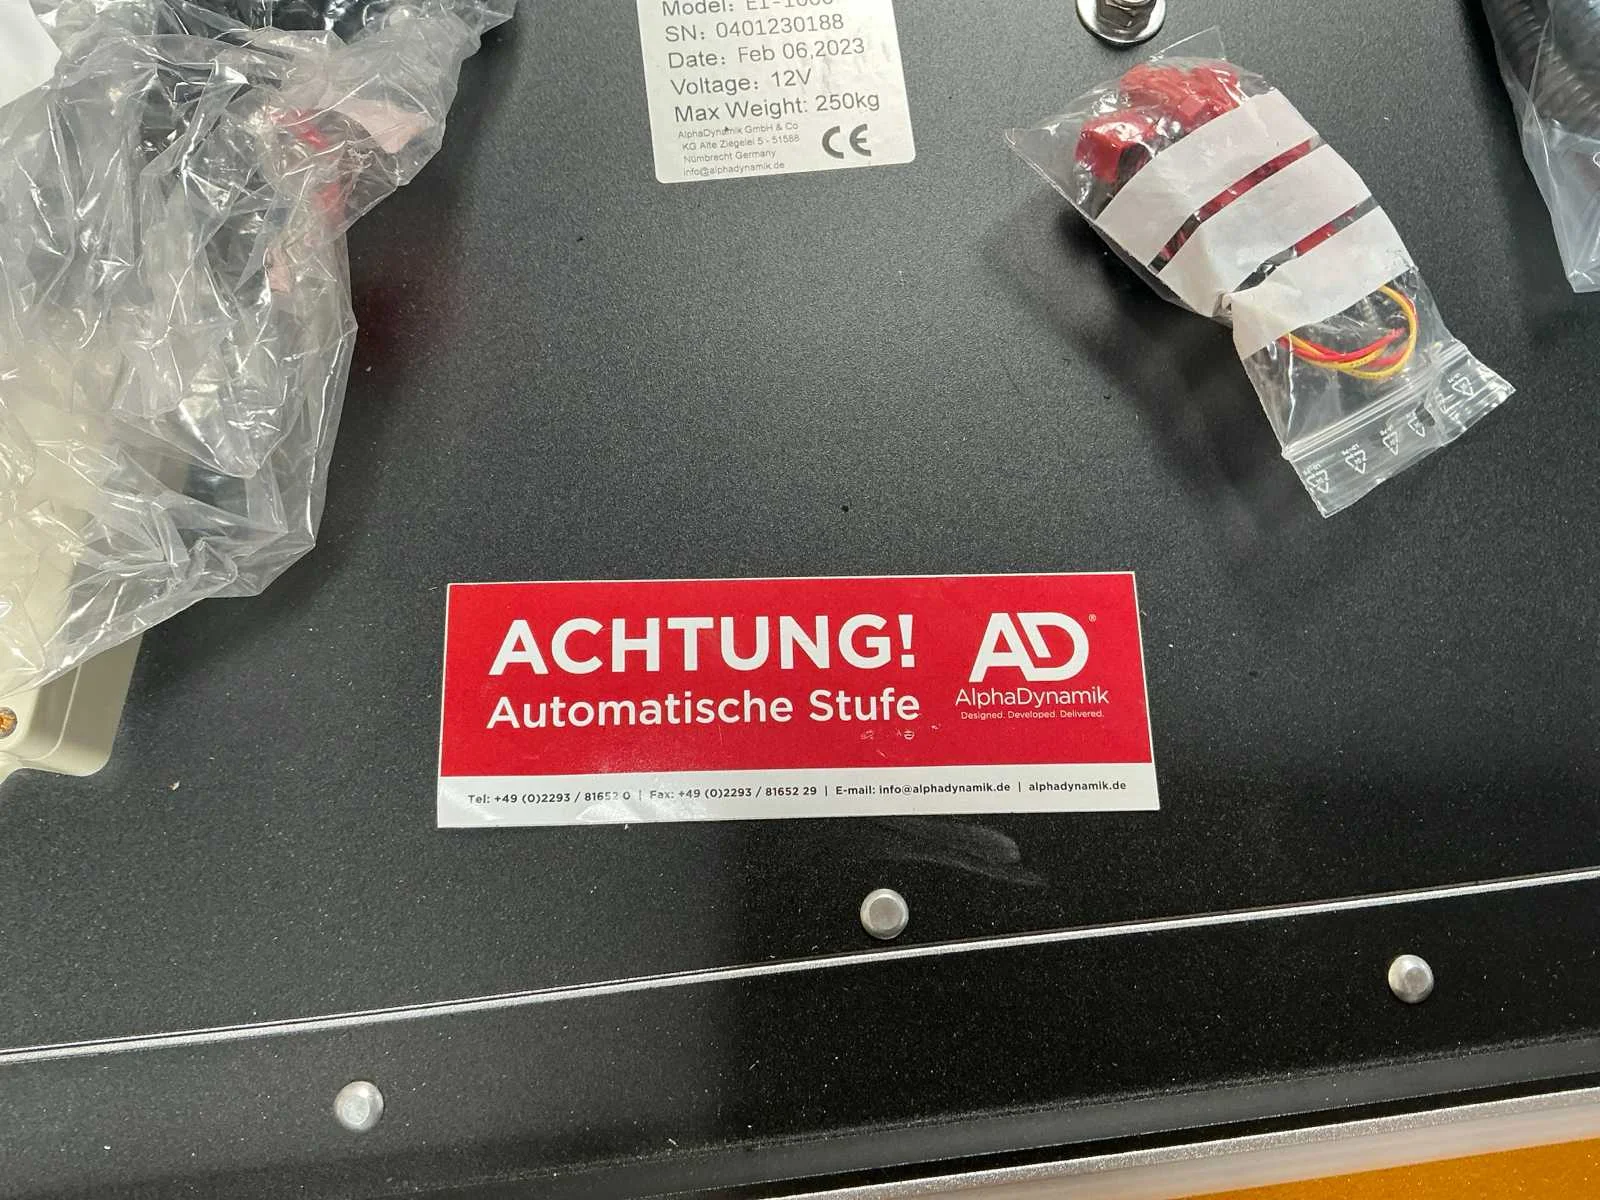 Model: E1-1000
SN: 0401230188
Date: Feb 06,2023
Voltage: 12V
Max Weight: 250kg
AlphaDynamik GmbH & Co
KG Alte Ziegelei 5 - 51588
Nümbrecht Germany
info@alphadynamik.de
CE
ACHTUNG!
Automatische Stufe
AD®
AlphaDynamik
Designed. Developed. Delivered.
Tel: +49 (0)2293 / 81652 0 | Fax: +49 (0)2293 / 81652 29 | E-mail: info@alphadynamik.de | alphadynamik.de